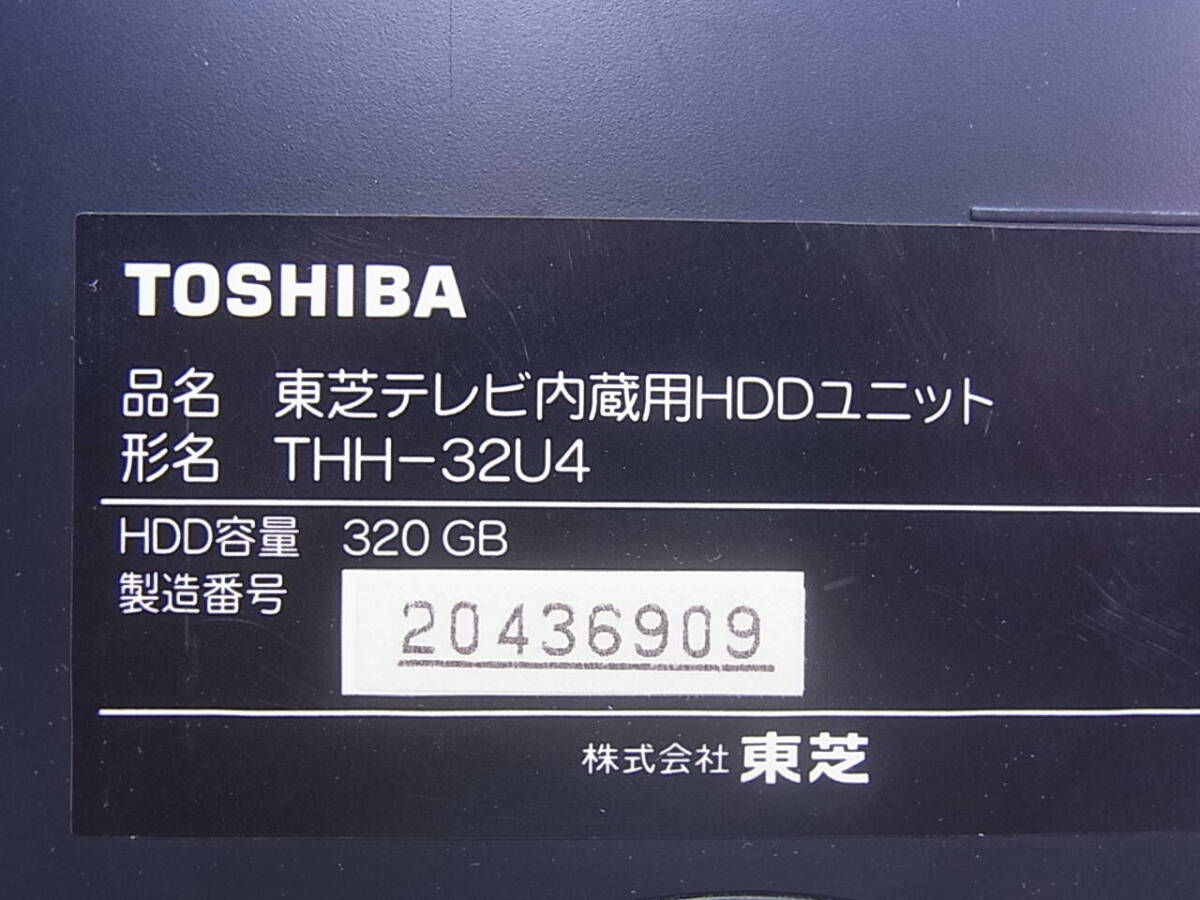 TOSHIBA
品名 東芝テレビ内蔵用HDDユニット
形名 THH-32U4
HDD容量 320 GB
製造番号 20436909
株式会社 東芝